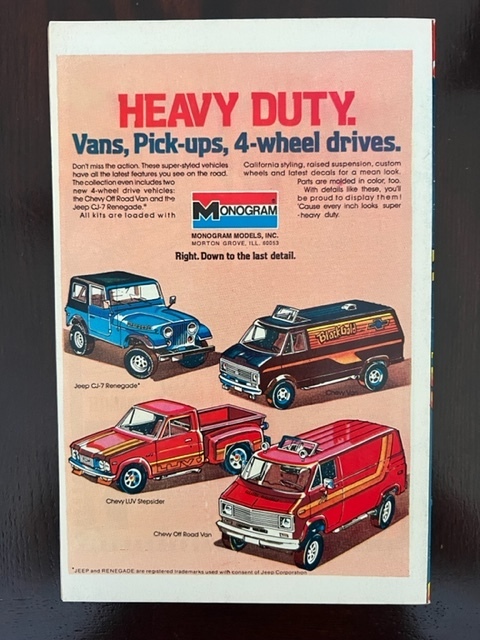 HEAVY DUTY.
Vans, Pick-ups, 4-wheel drives.
Don't miss the action. These super-styled vehicles
have all the latest features you see on the road.
The collection even includes two
new 4-wheel drive vehicles:
the Chevy Off Road Van and the
Jeep CJ-7 Renegade.*
All kits are loaded with
California styling, raised suspension, custom
wheels and latest decals for a mean look.
Parts are molded in color, too.
With details like these, you'll
be proud to display them!
'Cause every inch looks super
-heavy duty.
MONOGRAM
MONOGRAM MODELS, INC.
MORTON GROVE, ILL. 60053
Right. Down to the last detail.
Black Gold
Jeep CJ-7 Renegade*
Chevy Van
Chevy LUV Stepsider
Chevy Off Road Van
*JEEP and RENEGADE are registered trademarks used with consent of Jeep Corporation